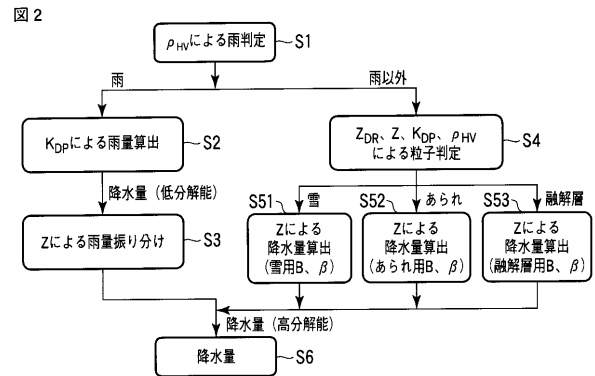 図2
ρHVによる雨判定
S1
雨
雨以外
KDPによる雨量算出
S2
ZDR、Z、KDP、ρHV
による粒子判定
S4
降水量（低分解能）
S51
雪
S52
あられ
S53
融解層
Zによる雨量振り分け
S3
Zによる
降水量算出
(雪用B、β)
Zによる
降水量算出
(あられ用B、β)
Zによる
降水量算出
(融解層用B、β)
降水量（高分解能）
降水量
S6